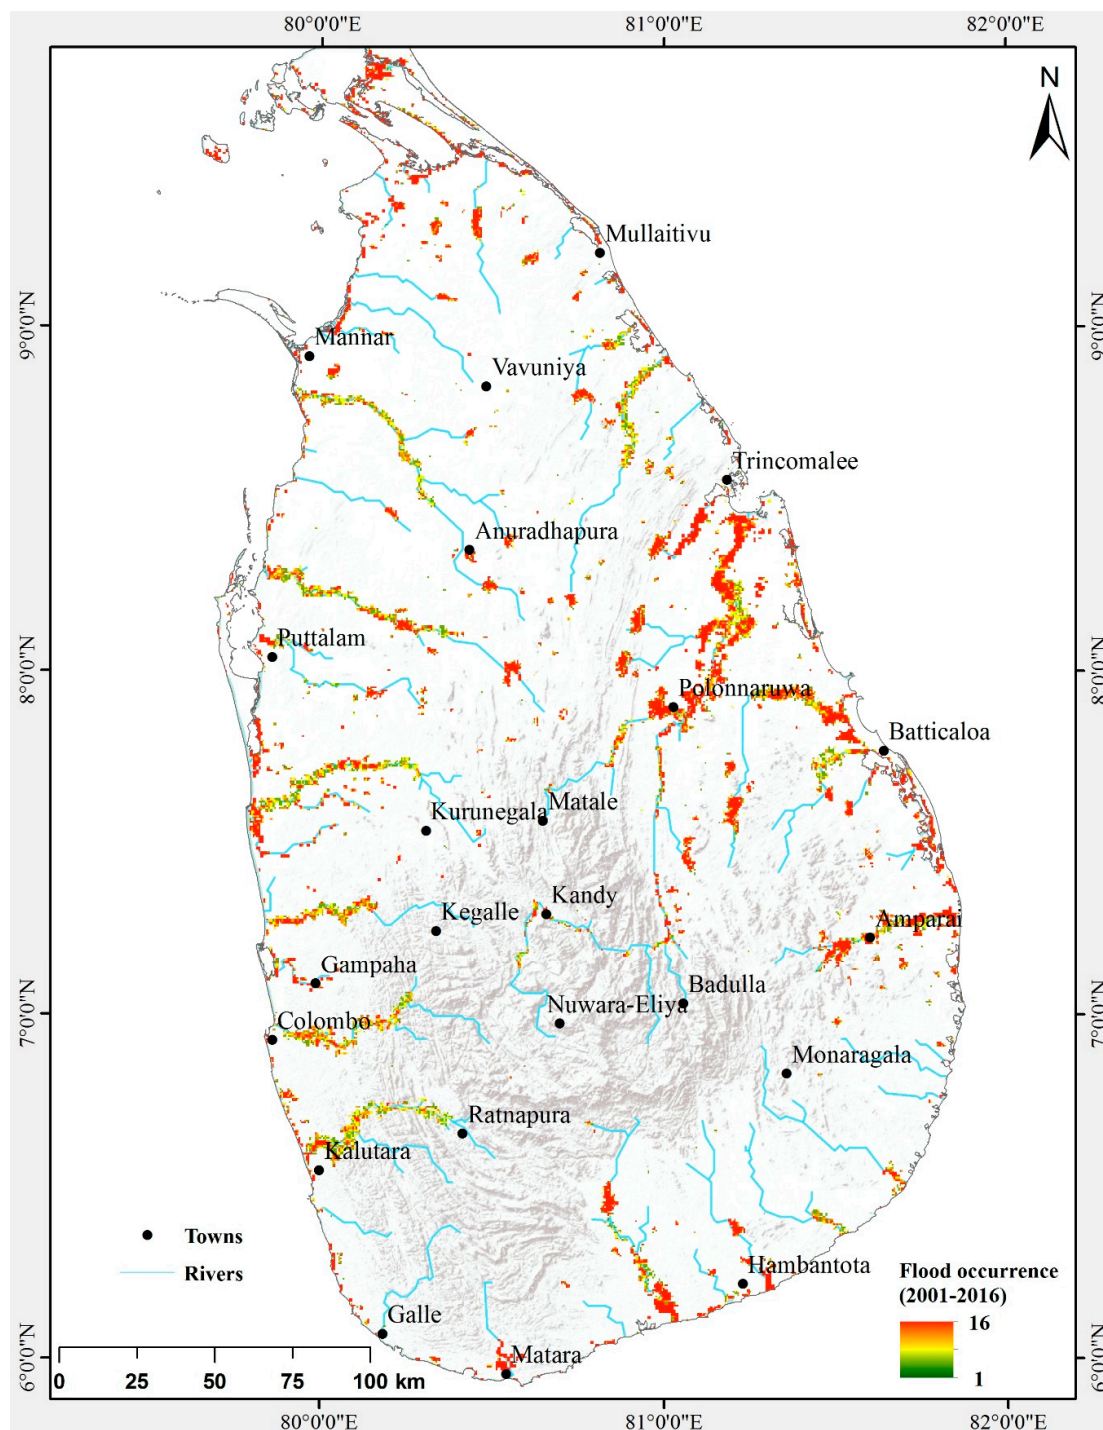 80°0'0"E
81°0'0"E
82°0'0"E
N
Mullaitivu
9°0'0"N
9°0'0"N
Mannar
Vavuniya
Trincomalee
Anuradhapura
Puttalam
8°0'0"N
8°0'0"N
Polonnaruwa
Batticaloa
Matale
Kurunegala
Kandy
Kegalle
Amparai
Gampaha
Badulla
Nuwara-Eliya
7°0'0"N
7°0'0"N
Colombo
Monaragala
Ratnapura
Kalutara
Towns
Rivers
Hambantota
Flood occurrence
(2001-2016)
16
1
Galle
Matara
6°0'0"N
6°0'0"N
0 25 50 75 100 km
80°0'0"E
81°0'0"E
82°0'0"E